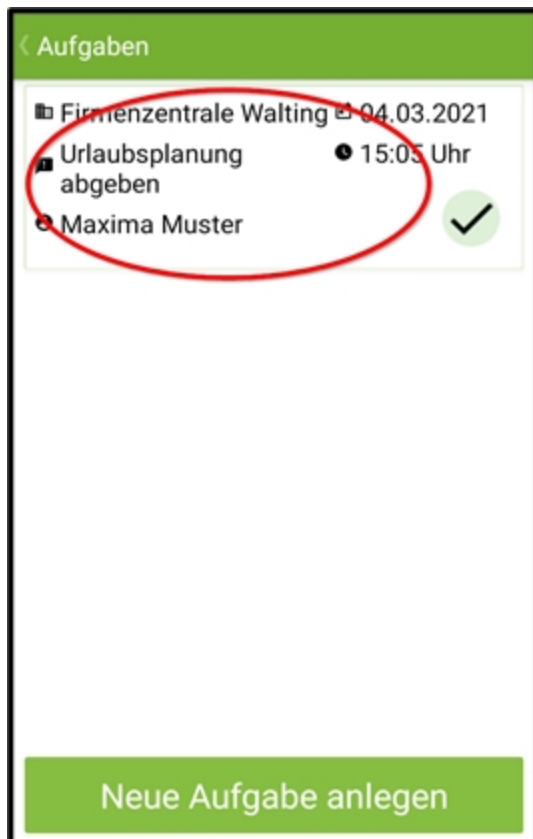 Aufgaben
Firmenzentrale Walting 04.03.2021
Urlaubsplanung 15:05 Uhr
abgeben
Maxima Muster
Neue Aufgabe anlegen